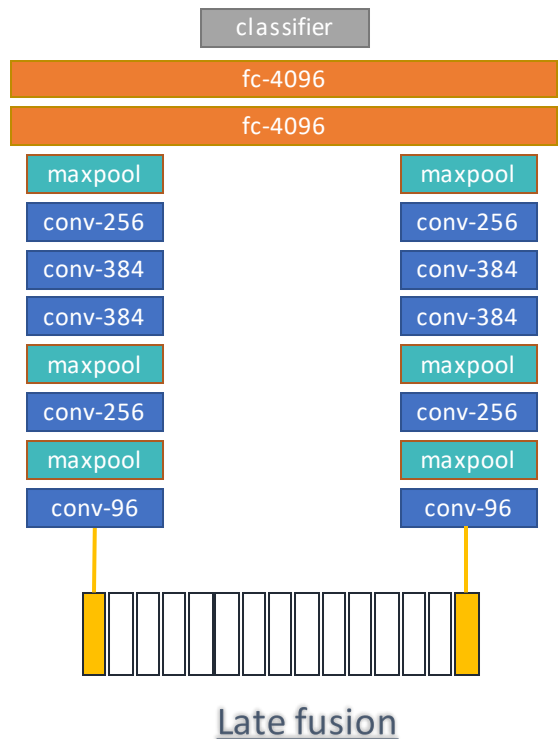 classifier
fc-4096
fc-4096
maxpool maxpool
conv-256 conv-256
conv-384 conv-384
conv-384 conv-384
maxpool maxpool
conv-256 conv-256
maxpool maxpool
conv-96 conv-96
Late fusion